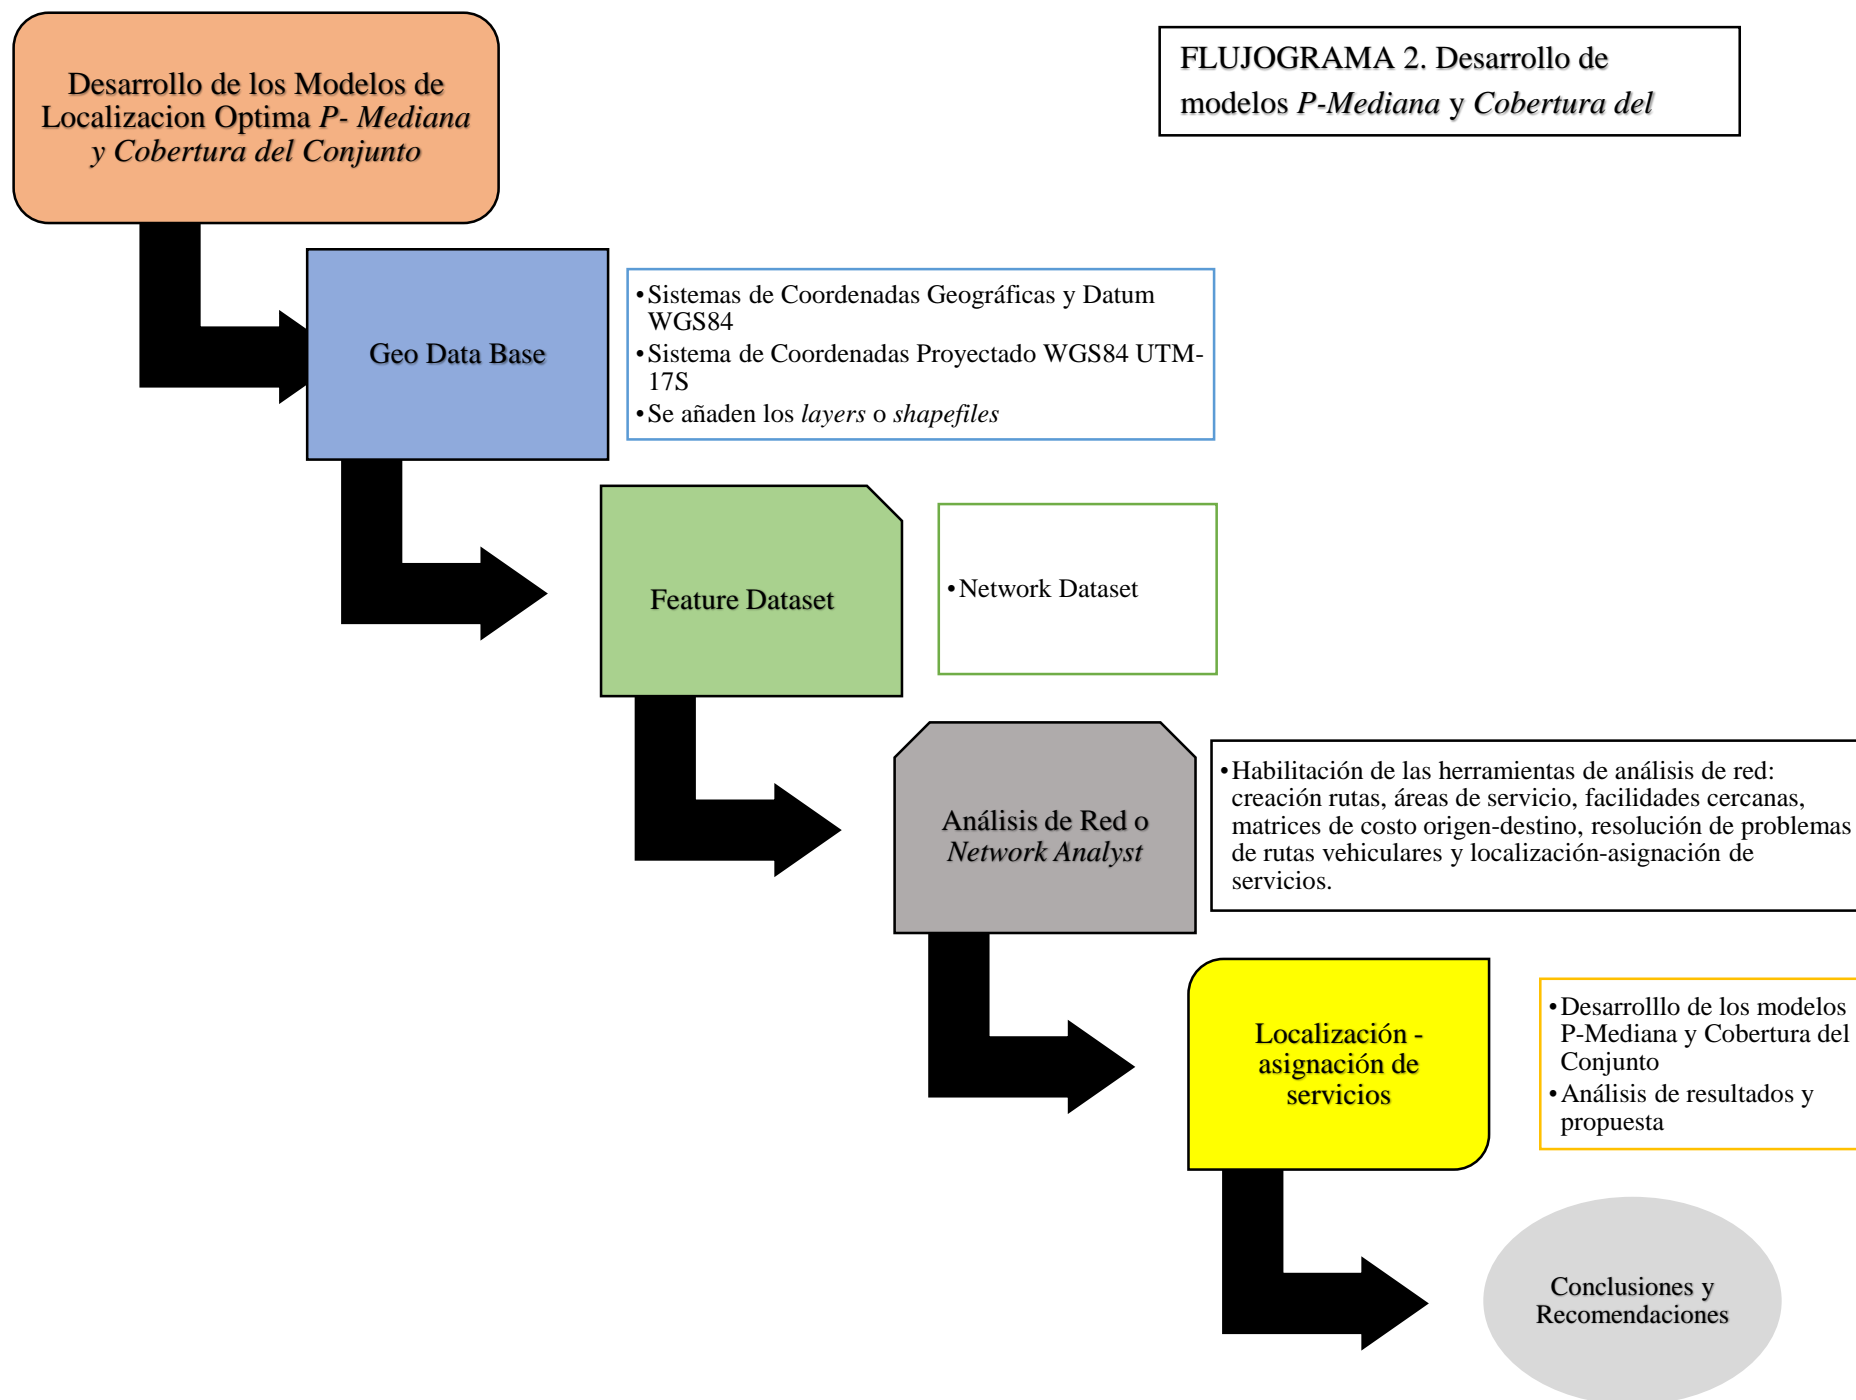 FLUJOGRAMA 2. Desarrollo de
modelos P-Mediana y Cobertura del
Desarrollo de los Modelos de
Localizacion Optima P- Mediana
y Cobertura del Conjunto
Geo Data Base
•Sistemas de Coordenadas Geográficas y Datum
WGS84
•Sistema de Coordenadas Proyectado WGS84 UTM-
17S
•Se añaden los layers o shapefiles
Feature Dataset
•Network Dataset
Análisis de Red o
Network Analyst
•Habilitación de las herramientas de análisis de red:
creación rutas, áreas de servicio, facilidades cercanas,
matrices de costo origen-destino, resolución de problemas
de rutas vehiculares y localización-asignación de
servicios.
Localización -
asignación de
servicios
•Desarrolllo de los modelos
P-Mediana y Cobertura del
Conjunto
•Análisis de resultados y
propuesta
Conclusiones y
Recomendaciones